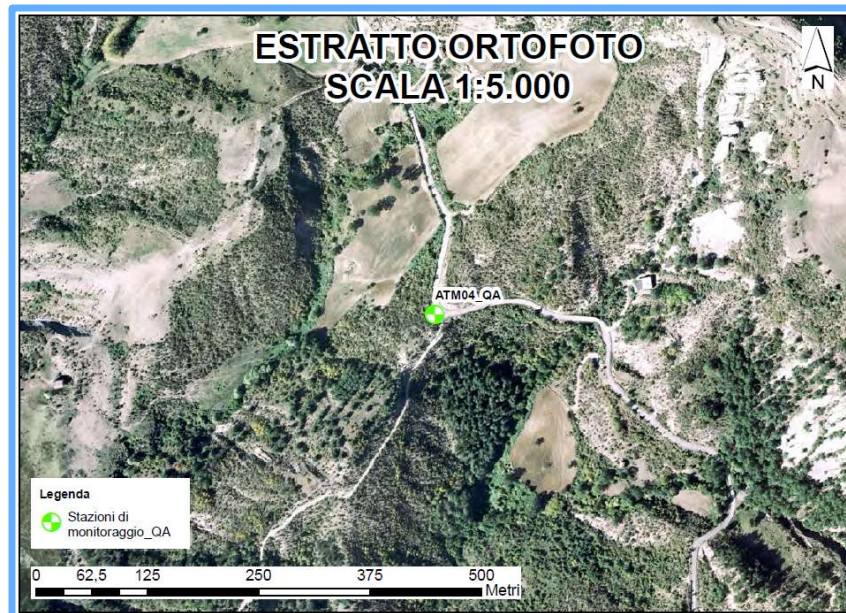 ESTRATTO ORTOFOTO
SCALA 1:5.000
N
ATM04_QA
Legenda
Stazioni di
monitoraggio_QA
0 62,5 125 250 375 500
Metri